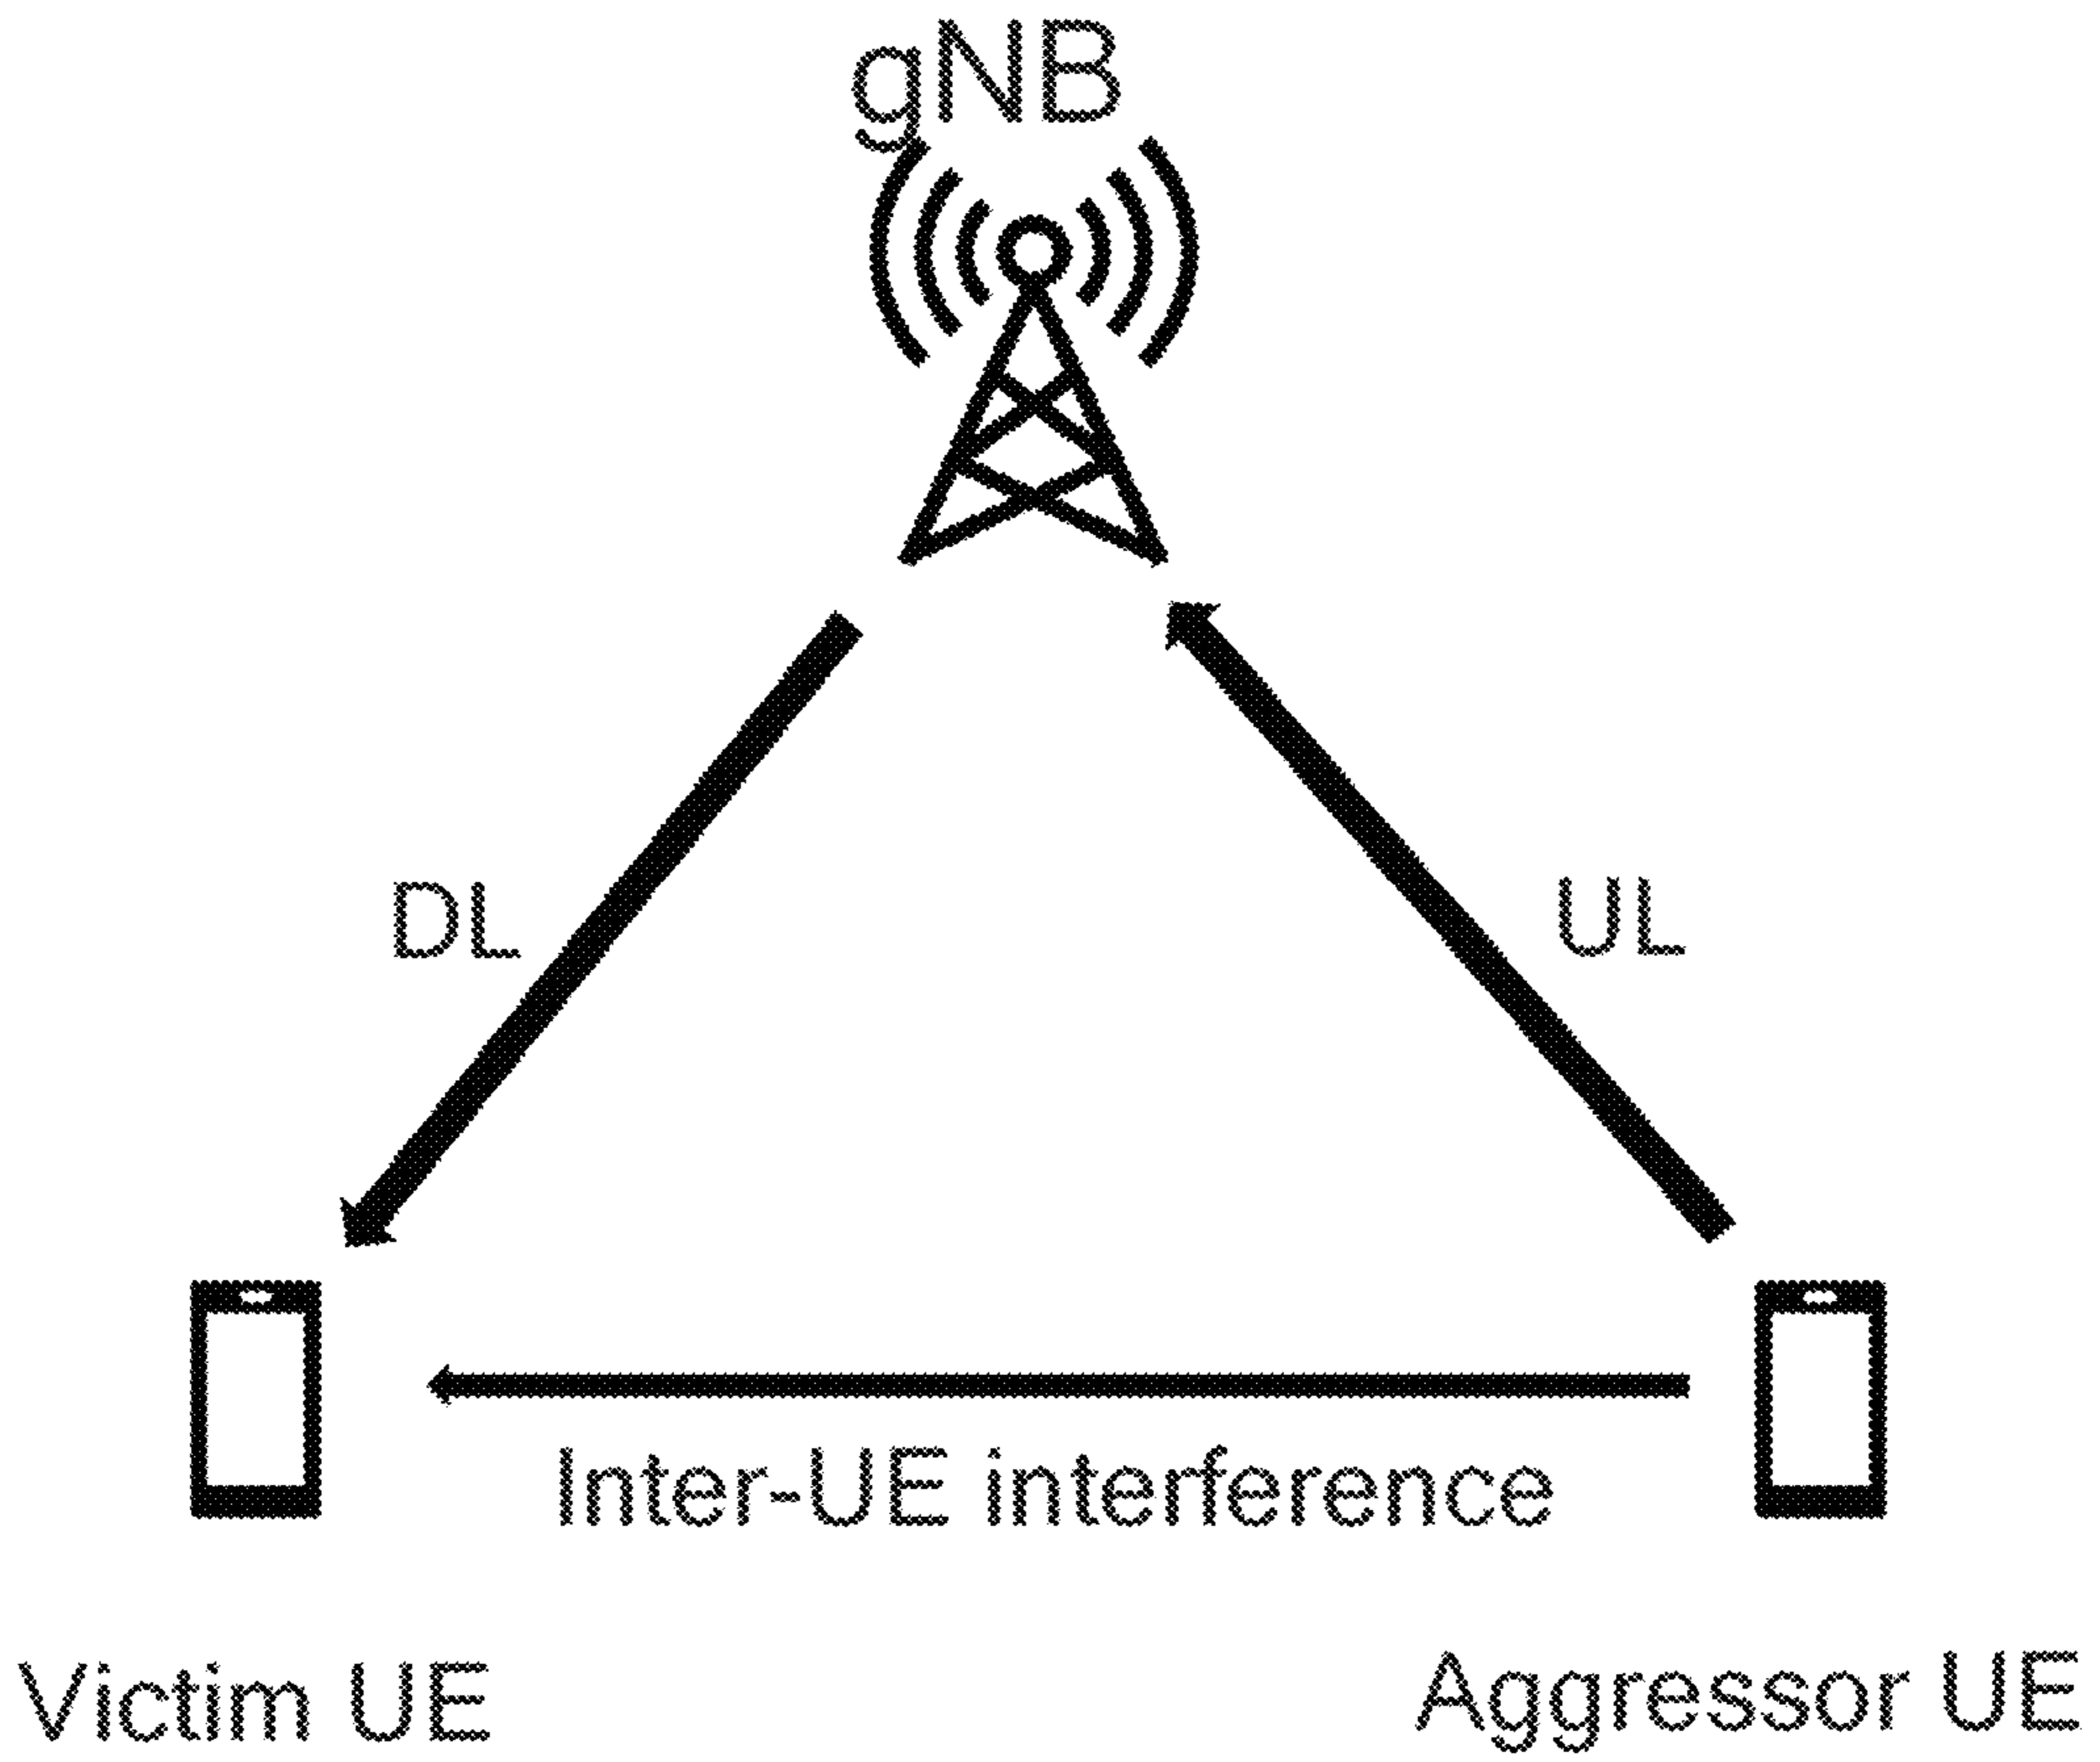 gNB
DL
UL
Inter-UE interference
Victim UE
Aggressor UE